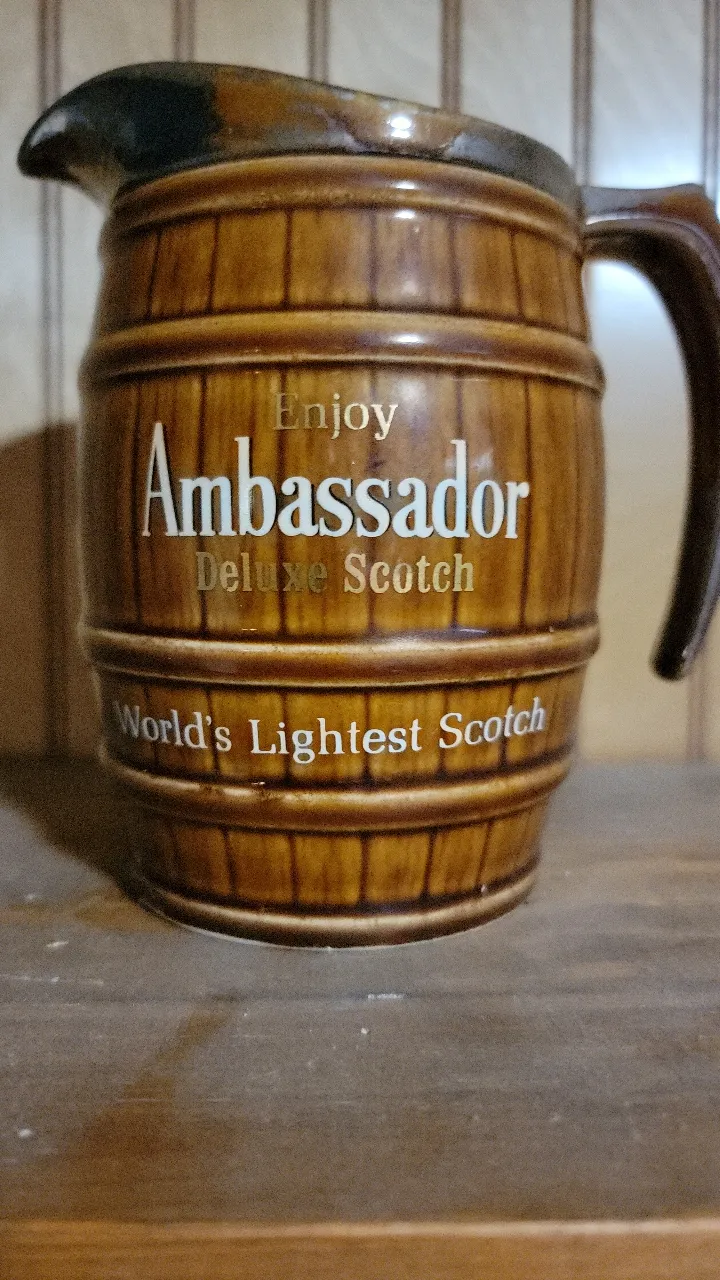 Enjoy
Ambassador
Deluxe Scotch
World's Lightest Scotch